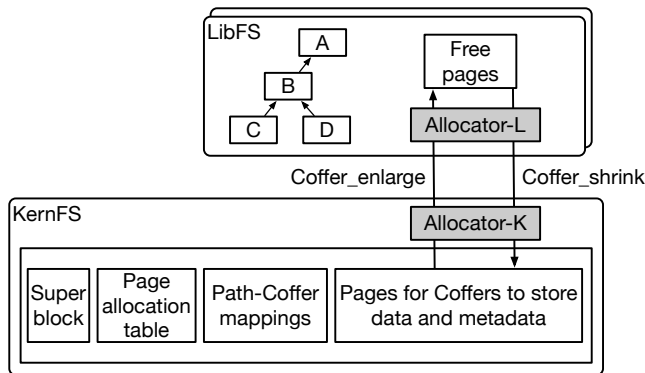 LibFS
A
B
C
D
Free
pages
Allocator-L
Coffer_enlarge
Coffer_shrink
KernFS
Allocator-K
Super
block
Page
allocation
table
Path-Coffer
mappings
Pages for Coffers to store
data and metadata